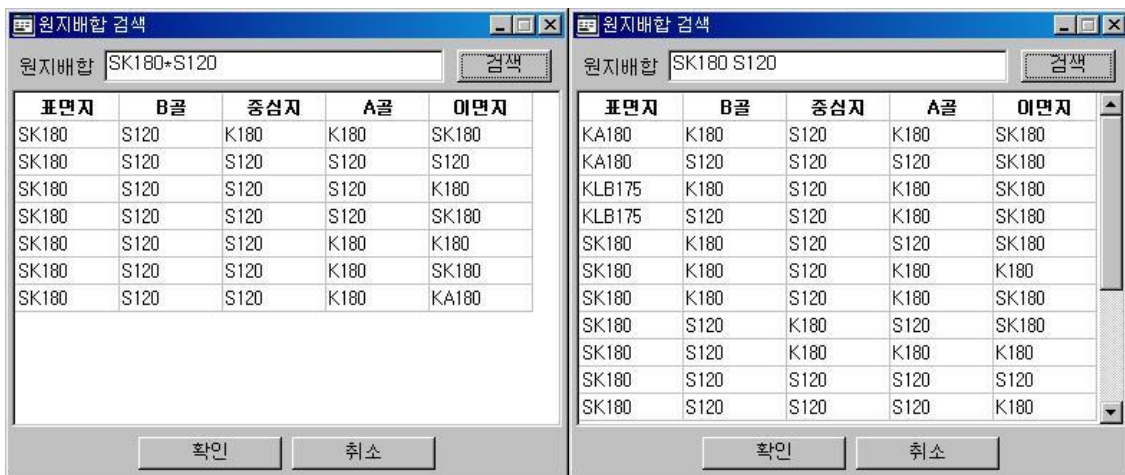 원지배합 검색
원지배합 SK180*S120 검색
표면지 B골 중심지 A골 이면지
SK180 S120 K180 K180 SK180
SK180 S120 S120 S120 S120
SK180 S120 S120 S120 K180
SK180 S120 S120 S120 SK180
SK180 S120 S120 K180 K180
SK180 S120 S120 K180 SK180
SK180 S120 S120 K180 KA180
확인 취소
원지배합 검색
원지배합 SK180 S120 검색
표면지 B골 중심지 A골 이면지
KA180 K180 S120 K180 SK180
KA180 S120 S120 S120 SK180
KLB175 K180 S120 K180 SK180
KLB175 S120 S120 K180 SK180
SK180 K180 S120 S120 SK180
SK180 K180 S120 K180 K180
SK180 K180 S120 K180 SK180
SK180 S120 K180 S120 SK180
SK180 S120 K180 K180 K180
SK180 S120 S120 S120 S120
SK180 S120 S120 S120 K180
확인 취소